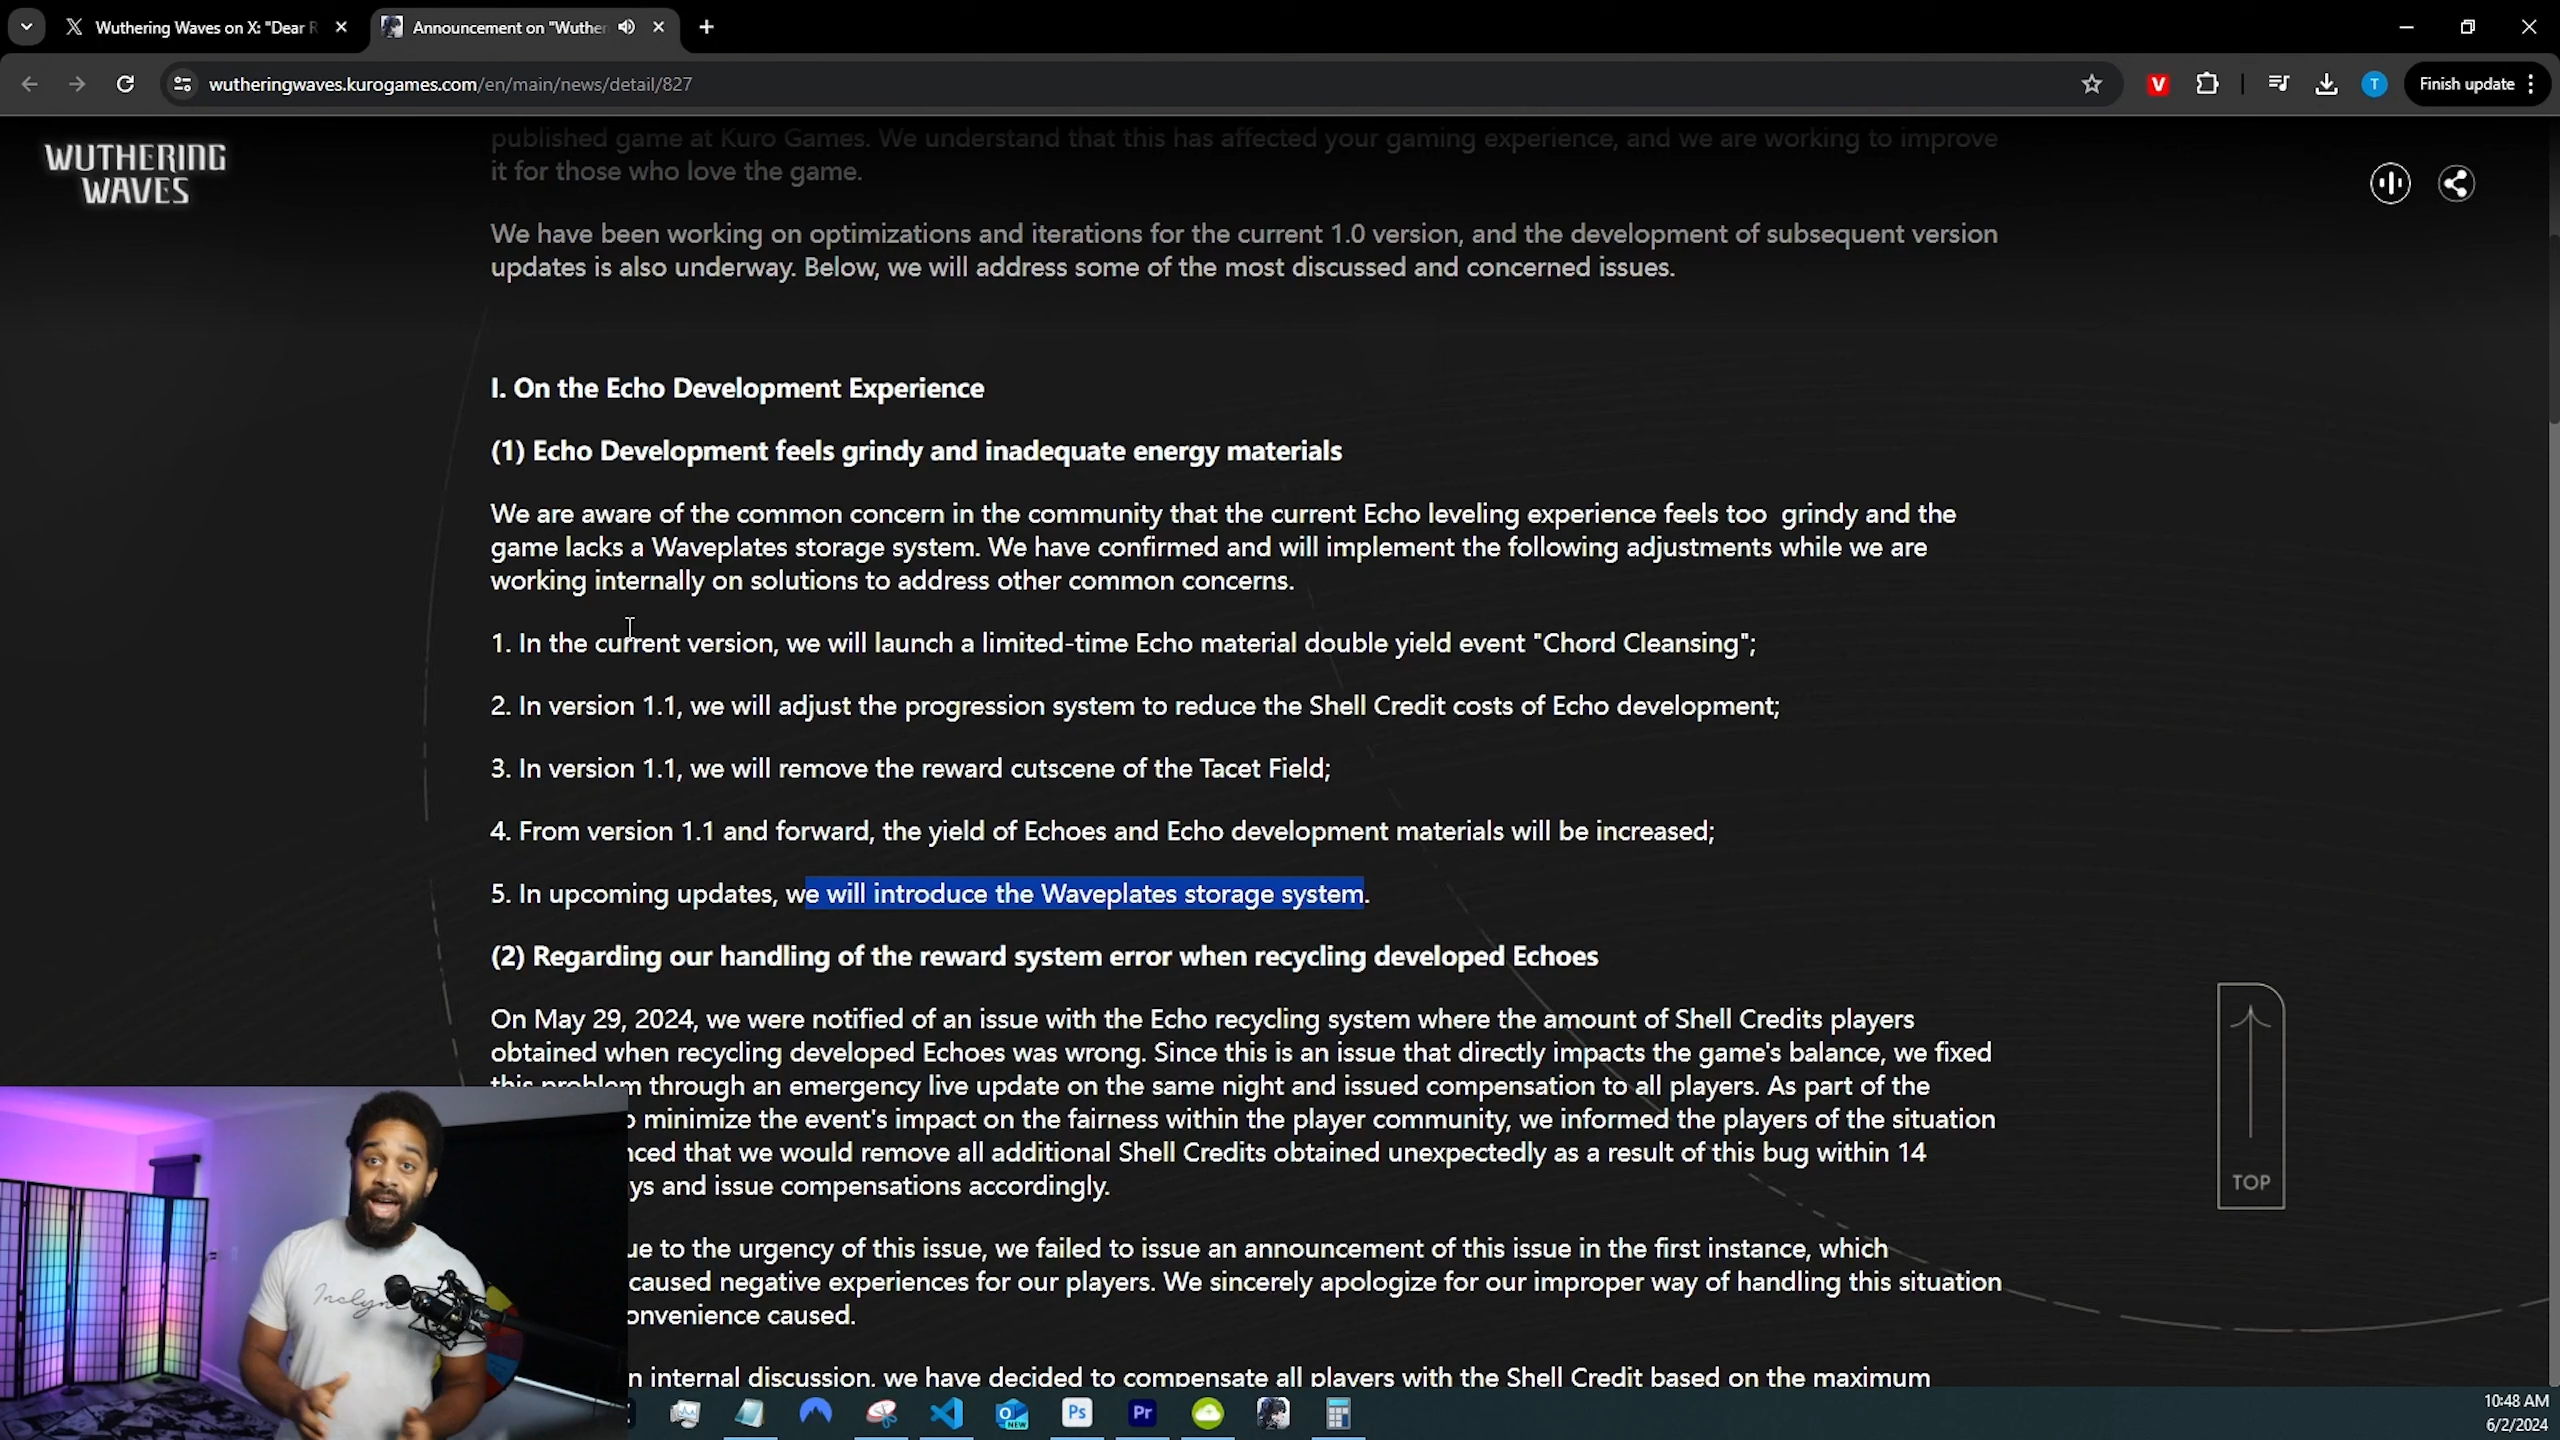 Wuthering Waves on X: "Dear R
Announcement on "Wuther
wutheringwaves.kurogames.com/en/main/news/detail/827
V
T
Finish update
WUTHERING
WAVES
published game at Kuro Games. We understand that this has affected your gaming experience, and we are working to improve
it for those who love the game.
We have been working on optimizations and iterations for the current 1.0 version, and the development of subsequent version
updates is also underway. Below, we will address some of the most discussed and concerned issues.
I. On the Echo Development Experience
(1) Echo Development feels grindy and inadequate energy materials
We are aware of the common concern in the community that the current Echo leveling experience feels too  grindy and the
game lacks a Waveplates storage system. We have confirmed and will implement the following adjustments while we are
working internally on solutions to address other common concerns.
1. In the current version, we will launch a limited-time Echo material double yield event "Chord Cleansing";
2. In version 1.1, we will adjust the progression system to reduce the Shell Credit costs of Echo development;
3. In version 1.1, we will remove the reward cutscene of the Tacet Field;
4. From version 1.1 and forward, the yield of Echoes and Echo development materials will be increased;
5. In upcoming updates, we will introduce the Waveplates storage system.
(2) Regarding our handling of the reward system error when recycling developed Echoes
On May 29, 2024, we were notified of an issue with the Echo recycling system where the amount of Shell Credits players
obtained when recycling developed Echoes was wrong. Since this is an issue that directly impacts the game's balance, we fixed
this problem through an emergency live update on the same night and issued compensation to all players. As part of the
o minimize the event's impact on the fairness within the player community, we informed the players of the situation
nced that we would remove all additional Shell Credits obtained unexpectedly as a result of this bug within 14
ys and issue compensations accordingly.
ue to the urgency of this issue, we failed to issue an announcement of this issue in the first instance, which
caused negative experiences for our players. We sincerely apologize for our improper way of handling this situation
onvenience caused.
n internal discussion, we have decided to compensate all players with the Shell Credit based on the maximum
TOP
NEW
Ps
Pr
10:48 AM
6/2/2024